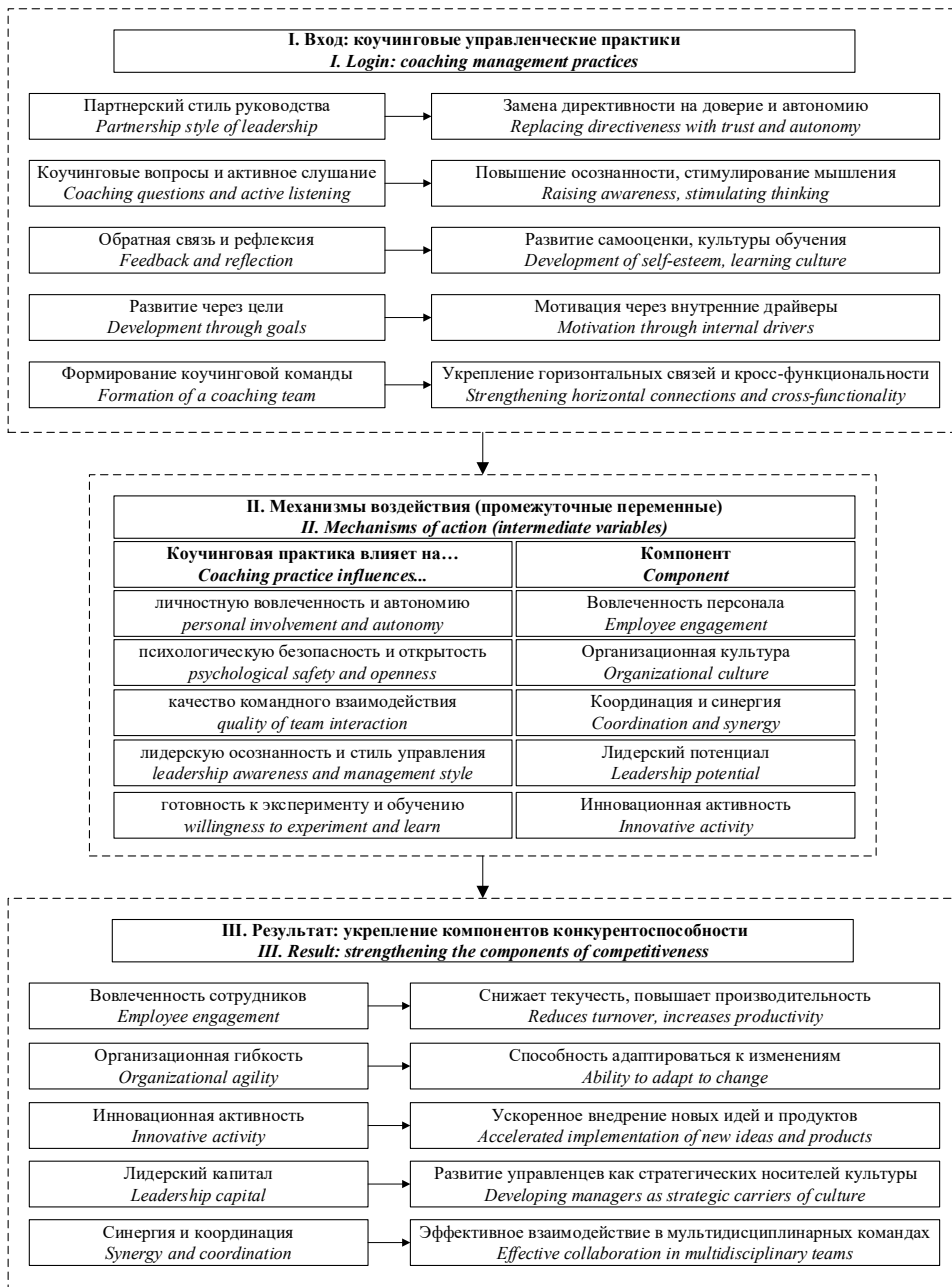 I. Вход: коучинговые управленческие практики
I. Login: coaching management practices
Партнерский стиль руководства
Partnership style of leadership
Замена директивности на доверие и автономию
Replacing directiveness with trust and autonomy
Коучинговые вопросы и активное слушание
Coaching questions and active listening
Повышение осознанности, стимулирование мышления
Raising awareness, stimulating thinking
Обратная связь и рефлексия
Feedback and reflection
Развитие самооценки, культуры обучения
Development of self-esteem, learning culture
Развитие через цели
Development through goals
Мотивация через внутренние драйверы
Motivation through internal drivers
Формирование коучинговой команды
Formation of a coaching team
Укрепление горизонтальных связей и кросс-функциональности
Strengthening horizontal connections and cross-functionality
II. Механизмы воздействия (промежуточные переменные)
II. Mechanisms of action (intermediate variables)
Коучинговая практика влияет на…
Coaching practice influences...
Компонент
Component
личностную вовлеченность и автономию
personal involvement and autonomy
Вовлеченность персонала
Employee engagement
психологическую безопасность и открытость
psychological safety and openness
Организационная культура
Organizational culture
качество командного взаимодействия
quality of team interaction
Координация и синергия
Coordination and synergy
лидерскую осознанность и стиль управления
leadership awareness and management style
Лидерский потенциал
Leadership potential
готовность к эксперименту и обучению
willingness to experiment and learn
Инновационная активность
Innovative activity
III. Результат: укрепление компонентов конкурентоспособности
III. Result: strengthening the components of competitiveness
Вовлеченность сотрудников
Employee engagement
Снижает текучесть, повышает производительность
Reduces turnover, increases productivity
Организационная гибкость
Organizational agility
Способность адаптироваться к изменениям
Ability to adapt to change
Инновационная активность
Innovative activity
Ускоренное внедрение новых идей и продуктов
Accelerated implementation of new ideas and products
Лидерский капитал
Leadership capital
Развитие управленцев как стратегических носителей культуры
Developing managers as strategic carriers of culture
Синергия и координация
Synergy and coordination
Эффективное взаимодействие в мультидисциплинарных командах
Effective collaboration in multidisciplinary teams